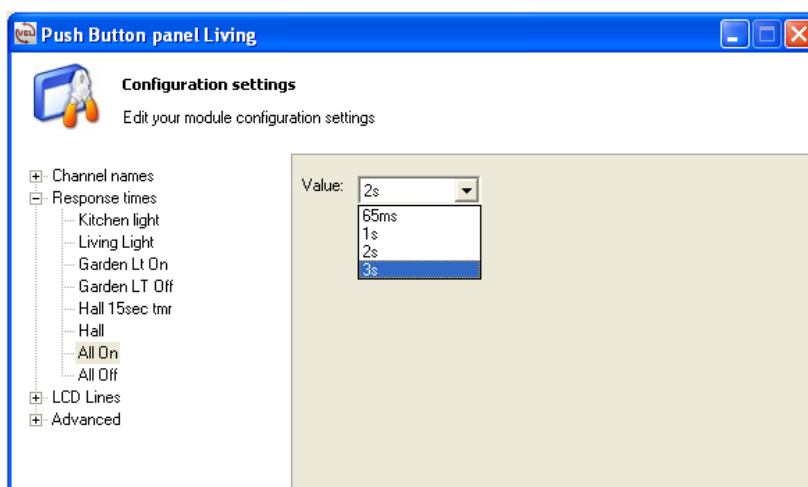 Push Button panel Living
Configuration settings
Edit your module configuration settings
Channel names
Response times
Kitchen light
Living Light
Garden Lt On
Garden LT Off
Hall 15sec tmr
Hall
All On
All Off
LCD Lines
Advanced
Value: 2s
65ms
1s
2s
3s